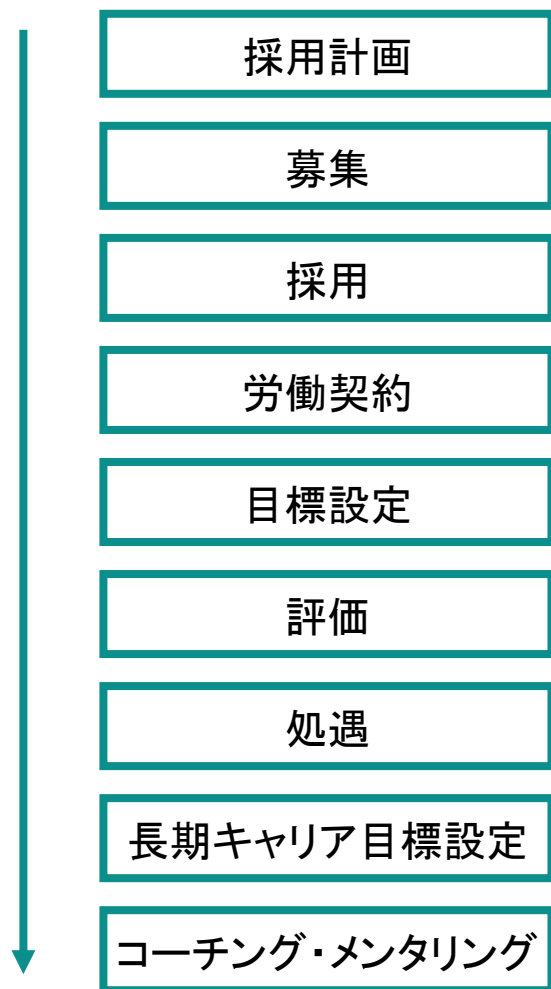 採用計画
募集
採用
労働契約
目標設定
評価
処遇
長期キャリア目標設定
コーチング・メンタリング